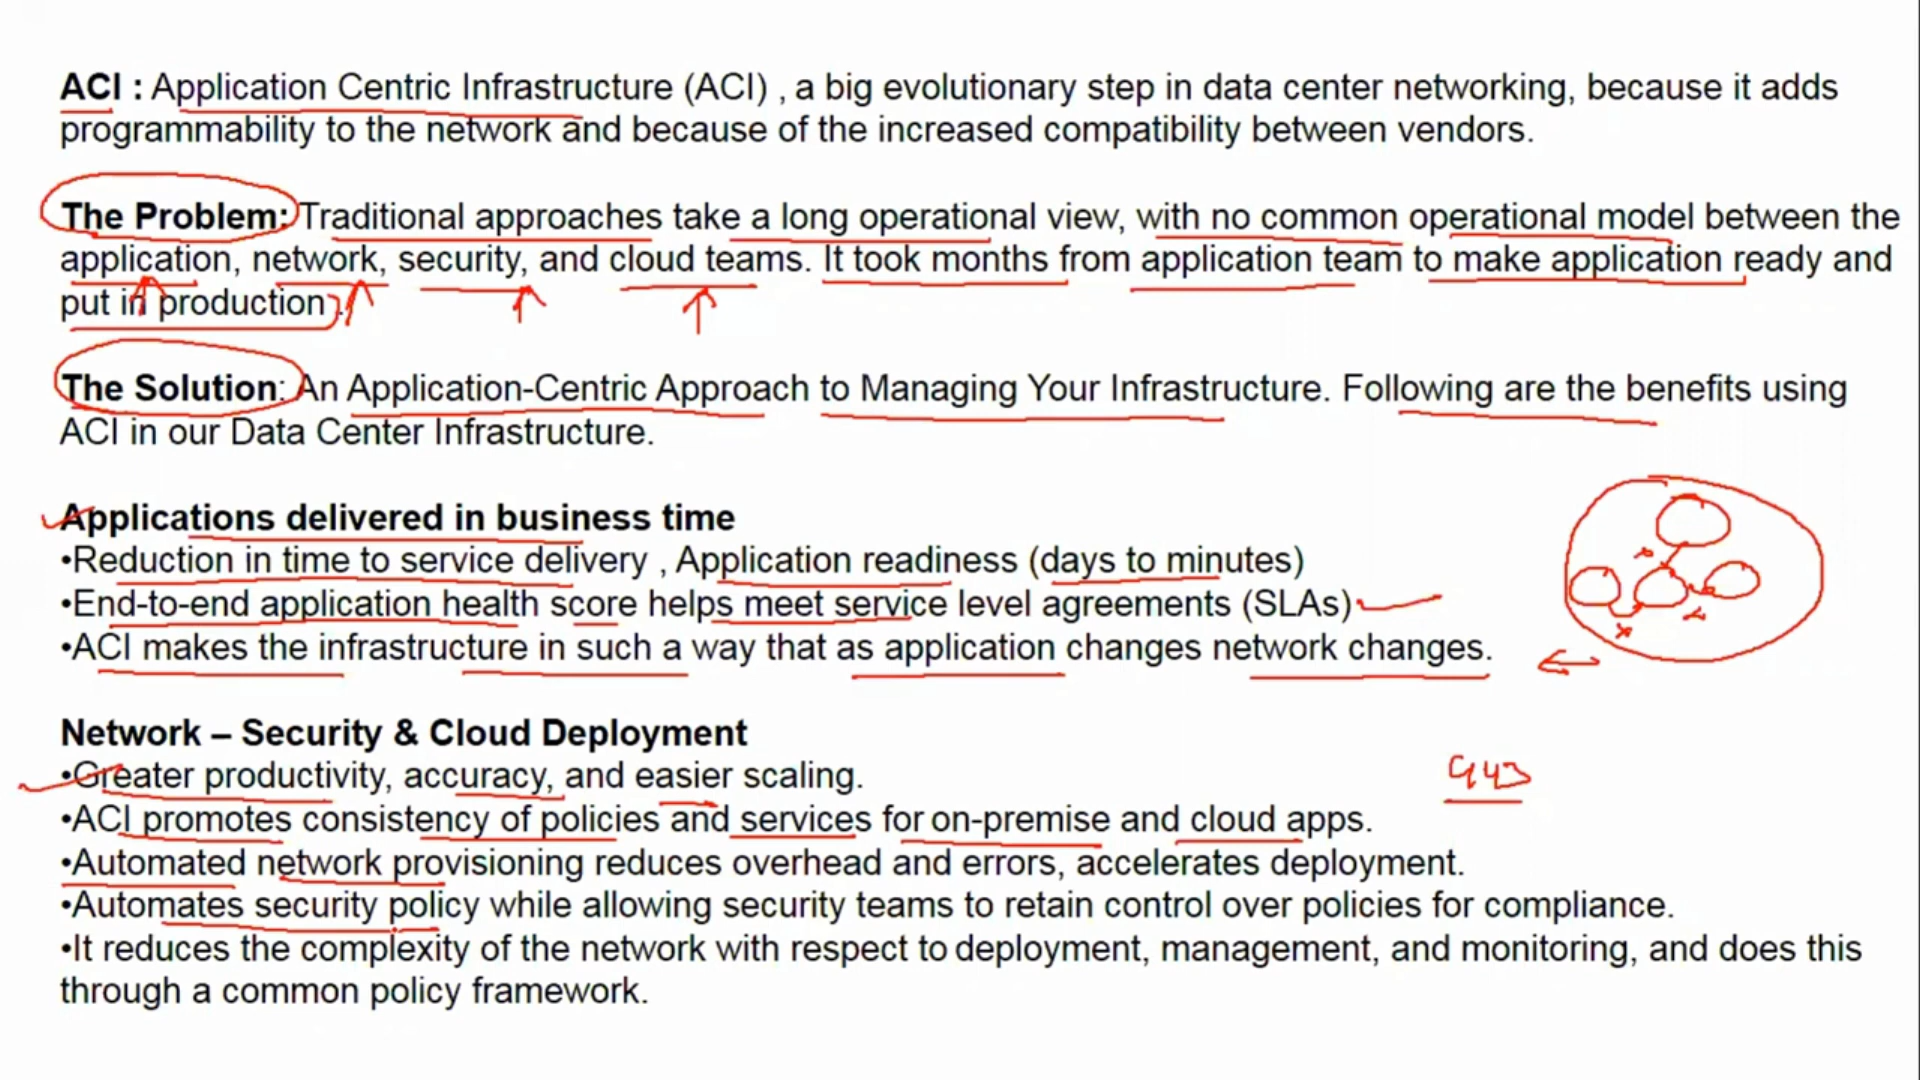 ACI : Application Centric Infrastructure (ACI) , a big evolutionary step in data center networking, because it adds
programmability to the network and because of the increased compatibility between vendors.
The Problem: Traditional approaches take a long operational view, with no common operational model between the
application, network, security, and cloud teams. It took months from application team to make application ready and
put in production .
The Solution: An Application-Centric Approach to Managing Your Infrastructure. Following are the benefits using
ACI in our Data Center Infrastructure.
Applications delivered in business time
•Reduction in time to service delivery , Application readiness (days to minutes)
•End-to-end application health score helps meet service level agreements (SLAs)
•ACI makes the infrastructure in such a way that as application changes network changes.
Network – Security & Cloud Deployment
•Greater productivity, accuracy, and easier scaling.
443
•ACI promotes consistency of policies and services for on-premise and cloud apps.
•Automated network provisioning reduces overhead and errors, accelerates deployment.
•Automates security policy while allowing security teams to retain control over policies for compliance.
•It reduces the complexity of the network with respect to deployment, management, and monitoring, and does this
through a common policy framework.